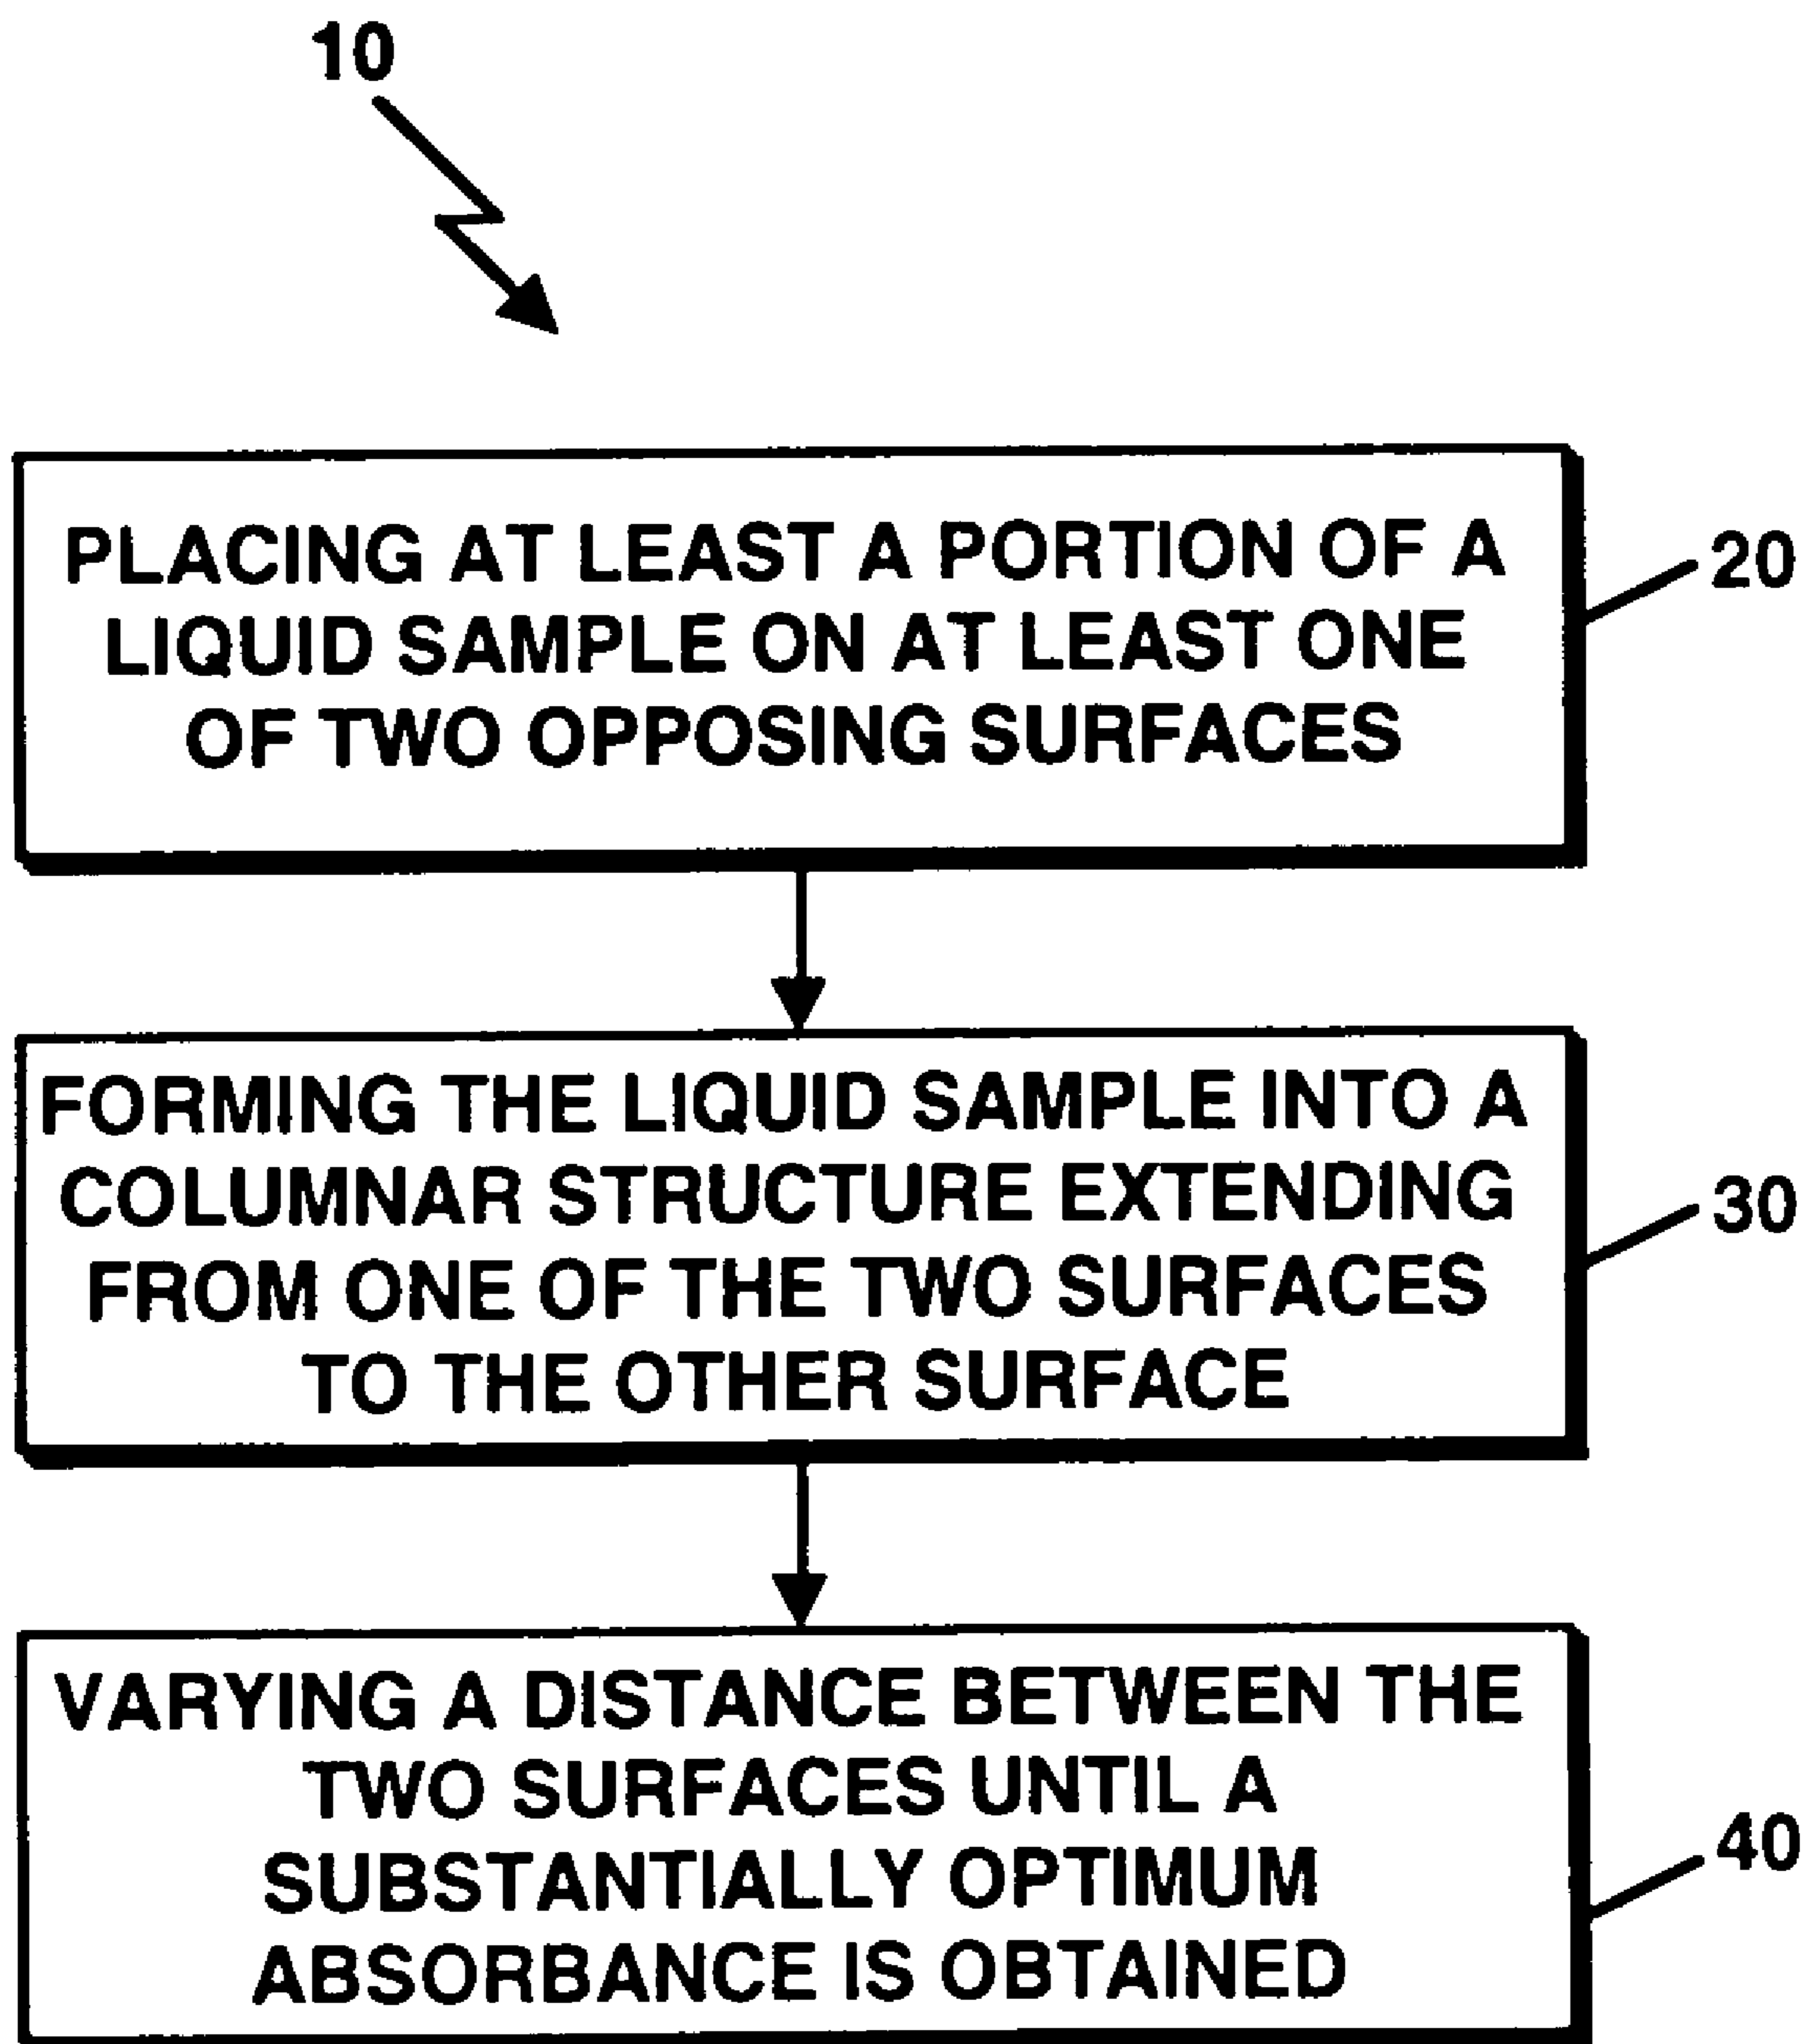 10
PLACING AT LEAST A PORTION OF A
LIQUID SAMPLE ON AT LEAST ONE
OF TWO OPPOSING SURFACES
20
FORMING THE LIQUID SAMPLE INTO A
COLUMNAR STRUCTURE EXTENDING
FROM ONE OF THE TWO SURFACES
TO THE OTHER SURFACE
30
VARYING A DISTANCE BETWEEN THE
TWO SURFACES UNTIL A
SUBSTANTIALLY OPTIMUM
ABSORBANCE IS OBTAINED
40